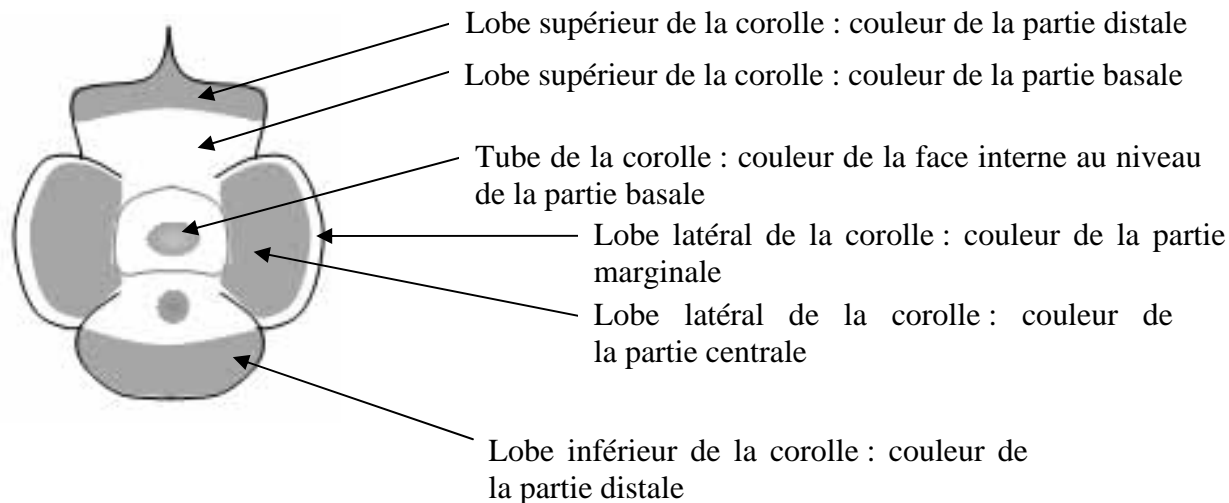 Lobe supérieur de la corolle : couleur de la partie distale
Lobe supérieur de la corolle : couleur de la partie basale
Tube de la corolle : couleur de la face interne au niveau
de la partie basale
Lobe latéral de la corolle : couleur de la partie
marginale
Lobe latéral de la corolle : couleur de
la partie centrale
Lobe inférieur de la corolle : couleur de
la partie distale